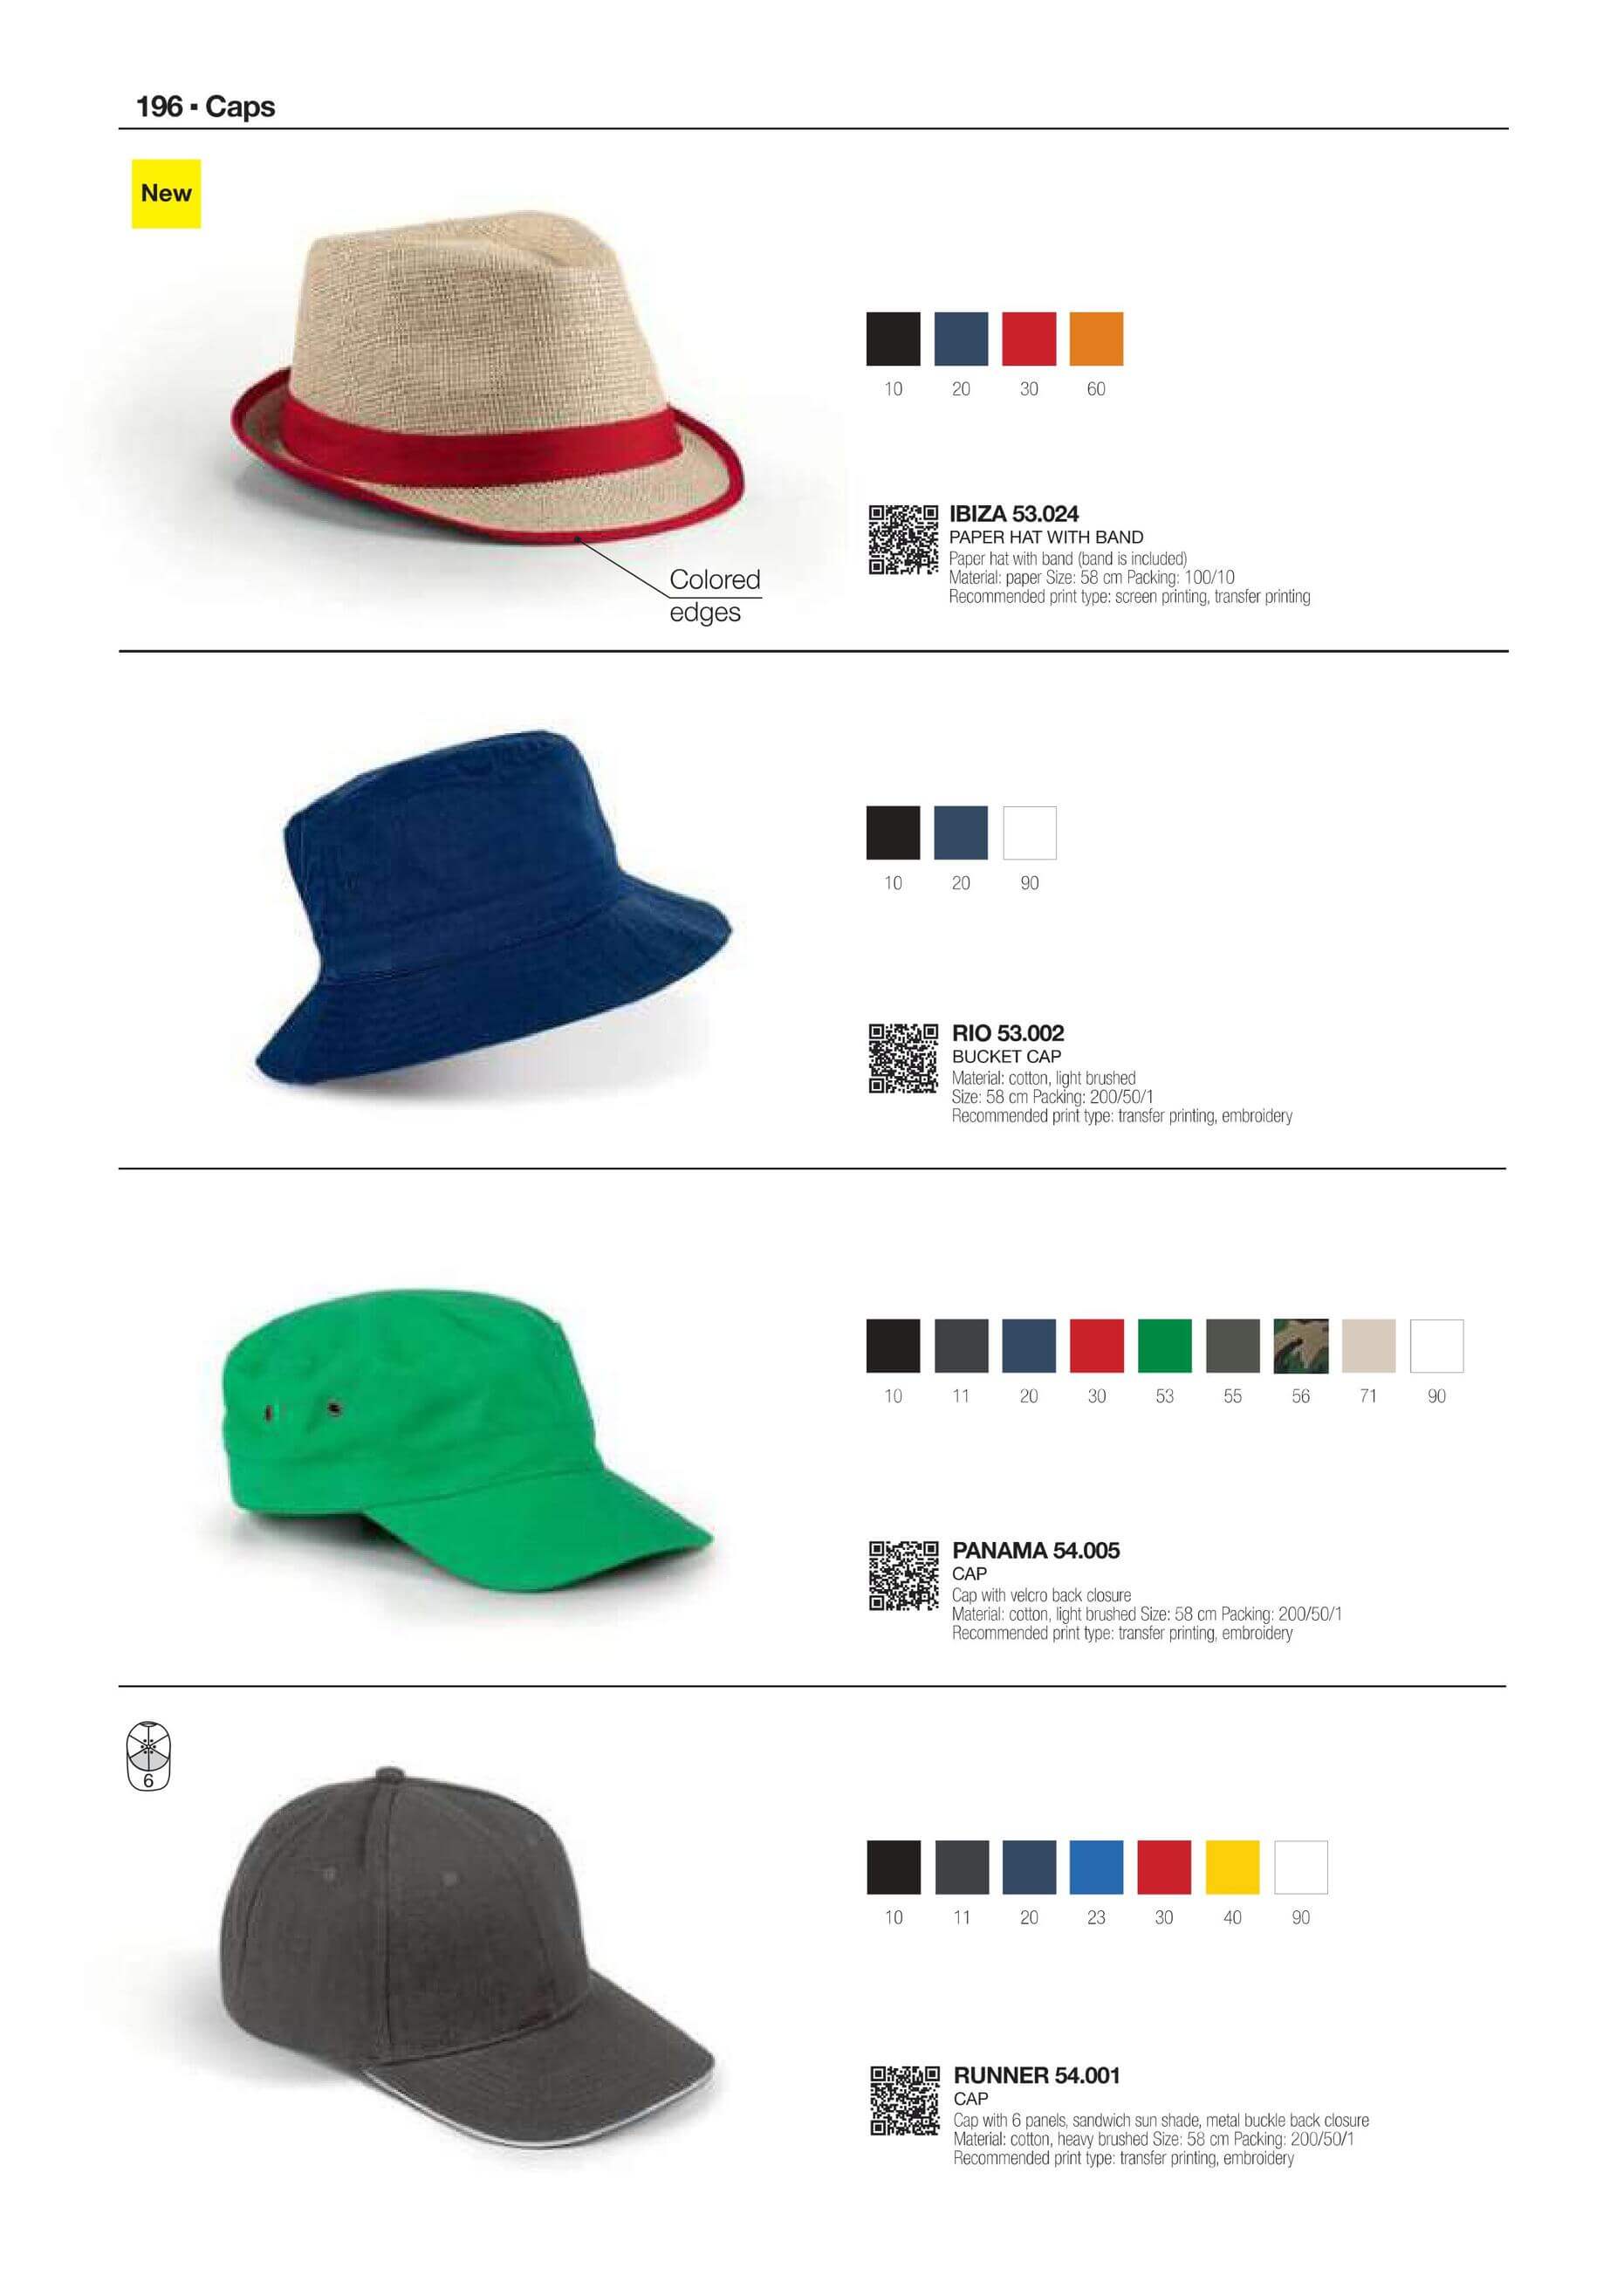 196 ▪ Caps
New
Colored
edges
10 20 30 60
IBIZA 53.024
PAPER HAT WITH BAND
Paper hat with band (band is included)
Material: paper Size: 58 cm Packing: 100/10
Recommended print type: screen printing, transfer printing
10 20 90
RIO 53.002
BUCKET CAP
Material: cotton, light brushed
Size: 58 cm Packing: 200/50/1
Recommended print type: transfer printing, embroidery
10 11 20 30 53 55 56 71 90
PANAMA 54.005
CAP
Cap with velcro back closure
Material: cotton, light brushed Size: 58 cm Packing: 200/50/1
Recommended print type: transfer printing, embroidery
6
10 11 20 23 30 40 90
RUNNER 54.001
CAP
Cap with 6 panels, sandwich sun shade, metal buckle back closure
Material: cotton, heavy brushed Size: 58 cm Packing: 200/50/1
Recommended print type: transfer printing, embroidery